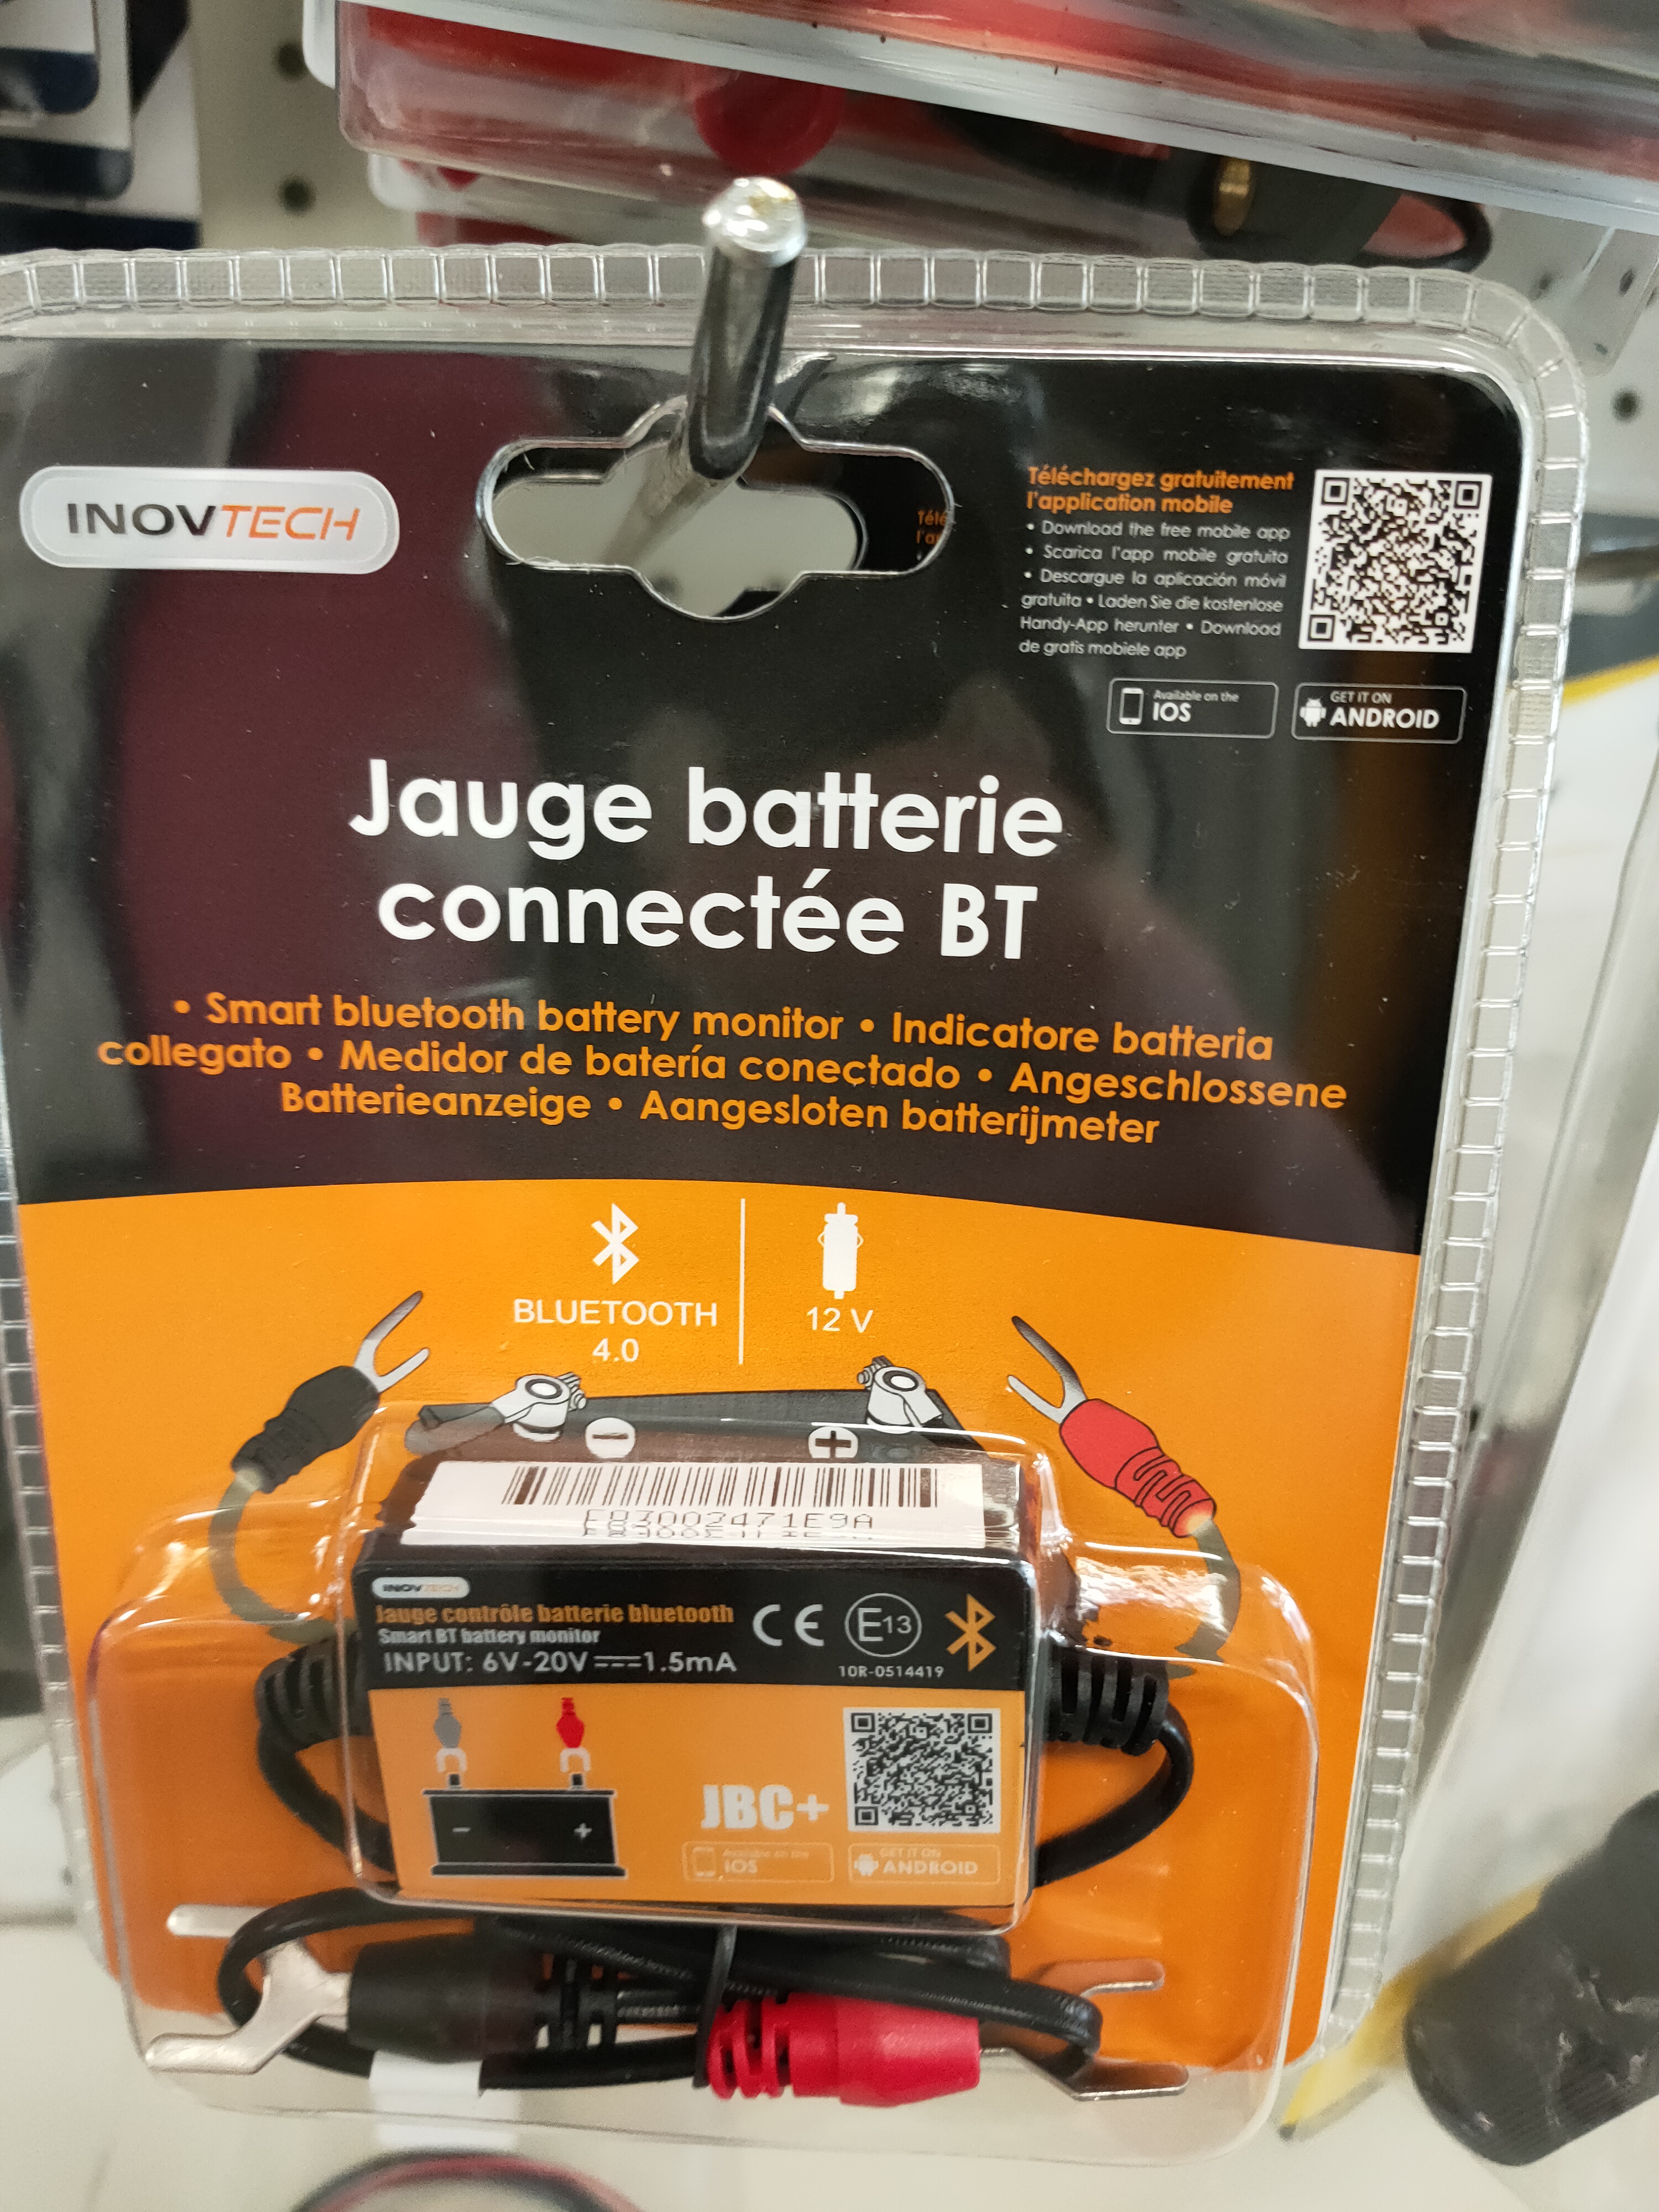 INOVTECH
Téléchargez gratuitement
l'application mobile
• Download the free mobile app
• Scarica l'app mobile gratuita
• Descargue la aplicación móvil
gratuita • Laden Sie die kostenlose
Handy-App herunter • Download
de gratis mobiele app
Available on the
IOS
GET IT ON
ANDROID
Jauge batterie
connectée BT
• Smart bluetooth battery monitor • Indicatore batteria
collegato • Medidor de batería conectado • Angeschlossene
Batterieanzeige • Aangesloten batterijmeter
BLUETOOTH
4.0
12 V
− +
INOVTECH
Jauge contrôle batterie bluetooth
Smart BT battery monitor
INPUT: 6V-20V⎓1.5mA
CE
E13
10R-0514419
− +
JBC+
Available on the
IOS
GET IT ON
ANDROID